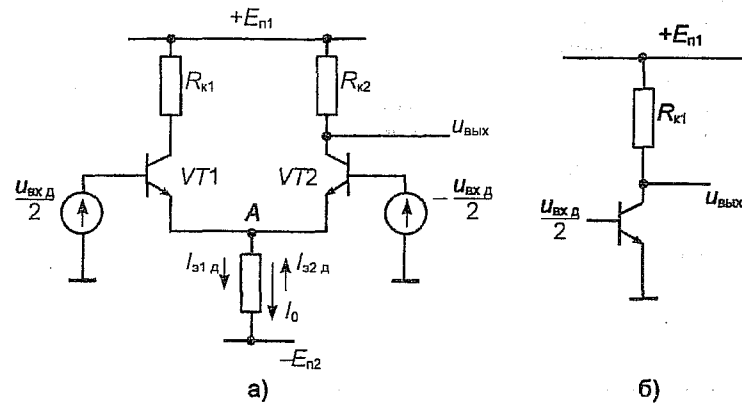 +Eп1
Rк1
Rк2
uвых
VT1
VT2
uвх д
2
A
−uвх д
2
Iэ1 д
Iэ2 д
I0
−Eп2
а)
+Eп1
Rк1
uвых
uвх д
2
б)